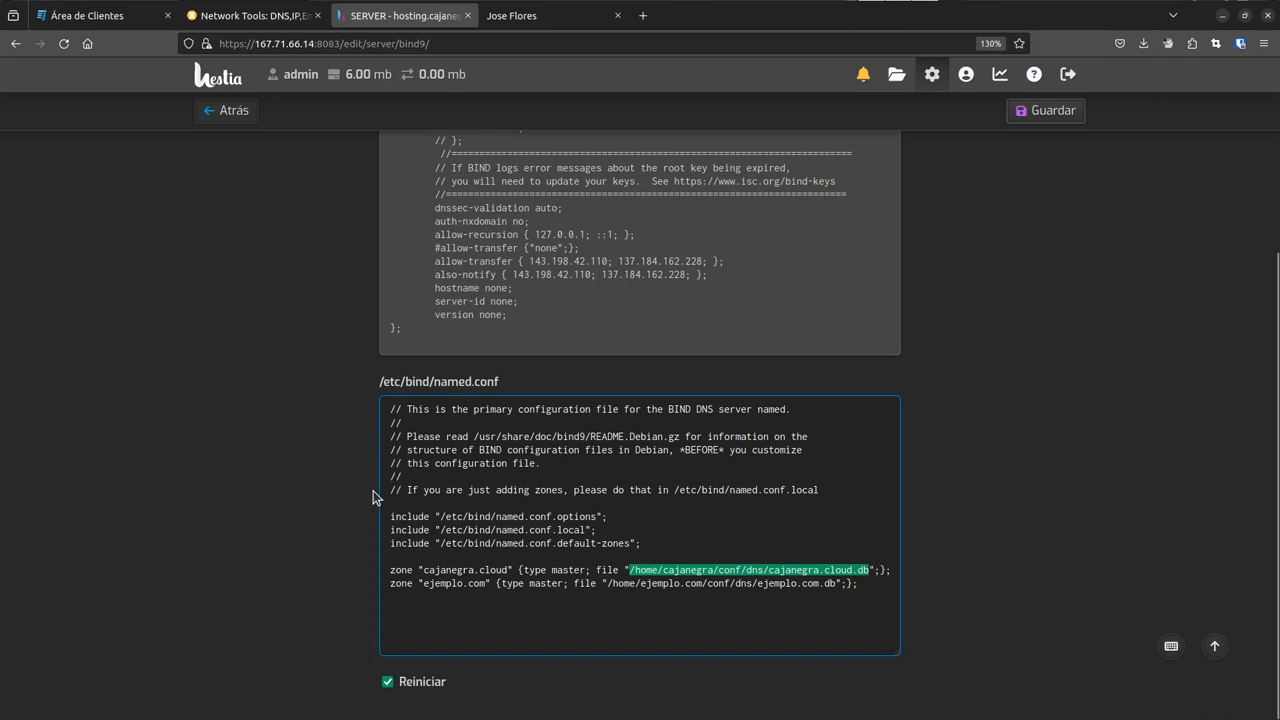 Área de Clientes
Network Tools: DNS,IP,Em
SERVER - hosting.cajaneg
Jose Flores
https://167.71.66.14:8083/edit/server/bind9/
130%
hestia
admin
6.00 mb
0.00 mb
Atrás
Guardar
// };
//=========================================================================
// If BIND logs error messages about the root key being expired,
// you will need to update your keys.  See https://www.isc.org/bind-keys
//=========================================================================
dnssec-validation auto;
auth-nxdomain no;
allow-recursion { 127.0.0.1; ::1; };
#allow-transfer {"none";};
allow-transfer { 143.198.42.110; 137.184.162.228; };
also-notify { 143.198.42.110; 137.184.162.228; };
hostname none;
server-id none;
version none;
};
/etc/bind/named.conf
// This is the primary configuration file for the BIND DNS server named.
//
// Please read /usr/share/doc/bind9/README.Debian.gz for information on the
// structure of BIND configuration files in Debian, *BEFORE* you customize
// this configuration file.
//
// If you are just adding zones, please do that in /etc/bind/named.conf.local
include "/etc/bind/named.conf.options";
include "/etc/bind/named.conf.local";
include "/etc/bind/named.conf.default-zones";
zone "cajanegra.cloud" {type master; file "/home/cajanegra/conf/dns/cajanegra.cloud.db";};
zone "ejemplo.com" {type master; file "/home/ejemplo.com/conf/dns/ejemplo.com.db";};
Reiniciar